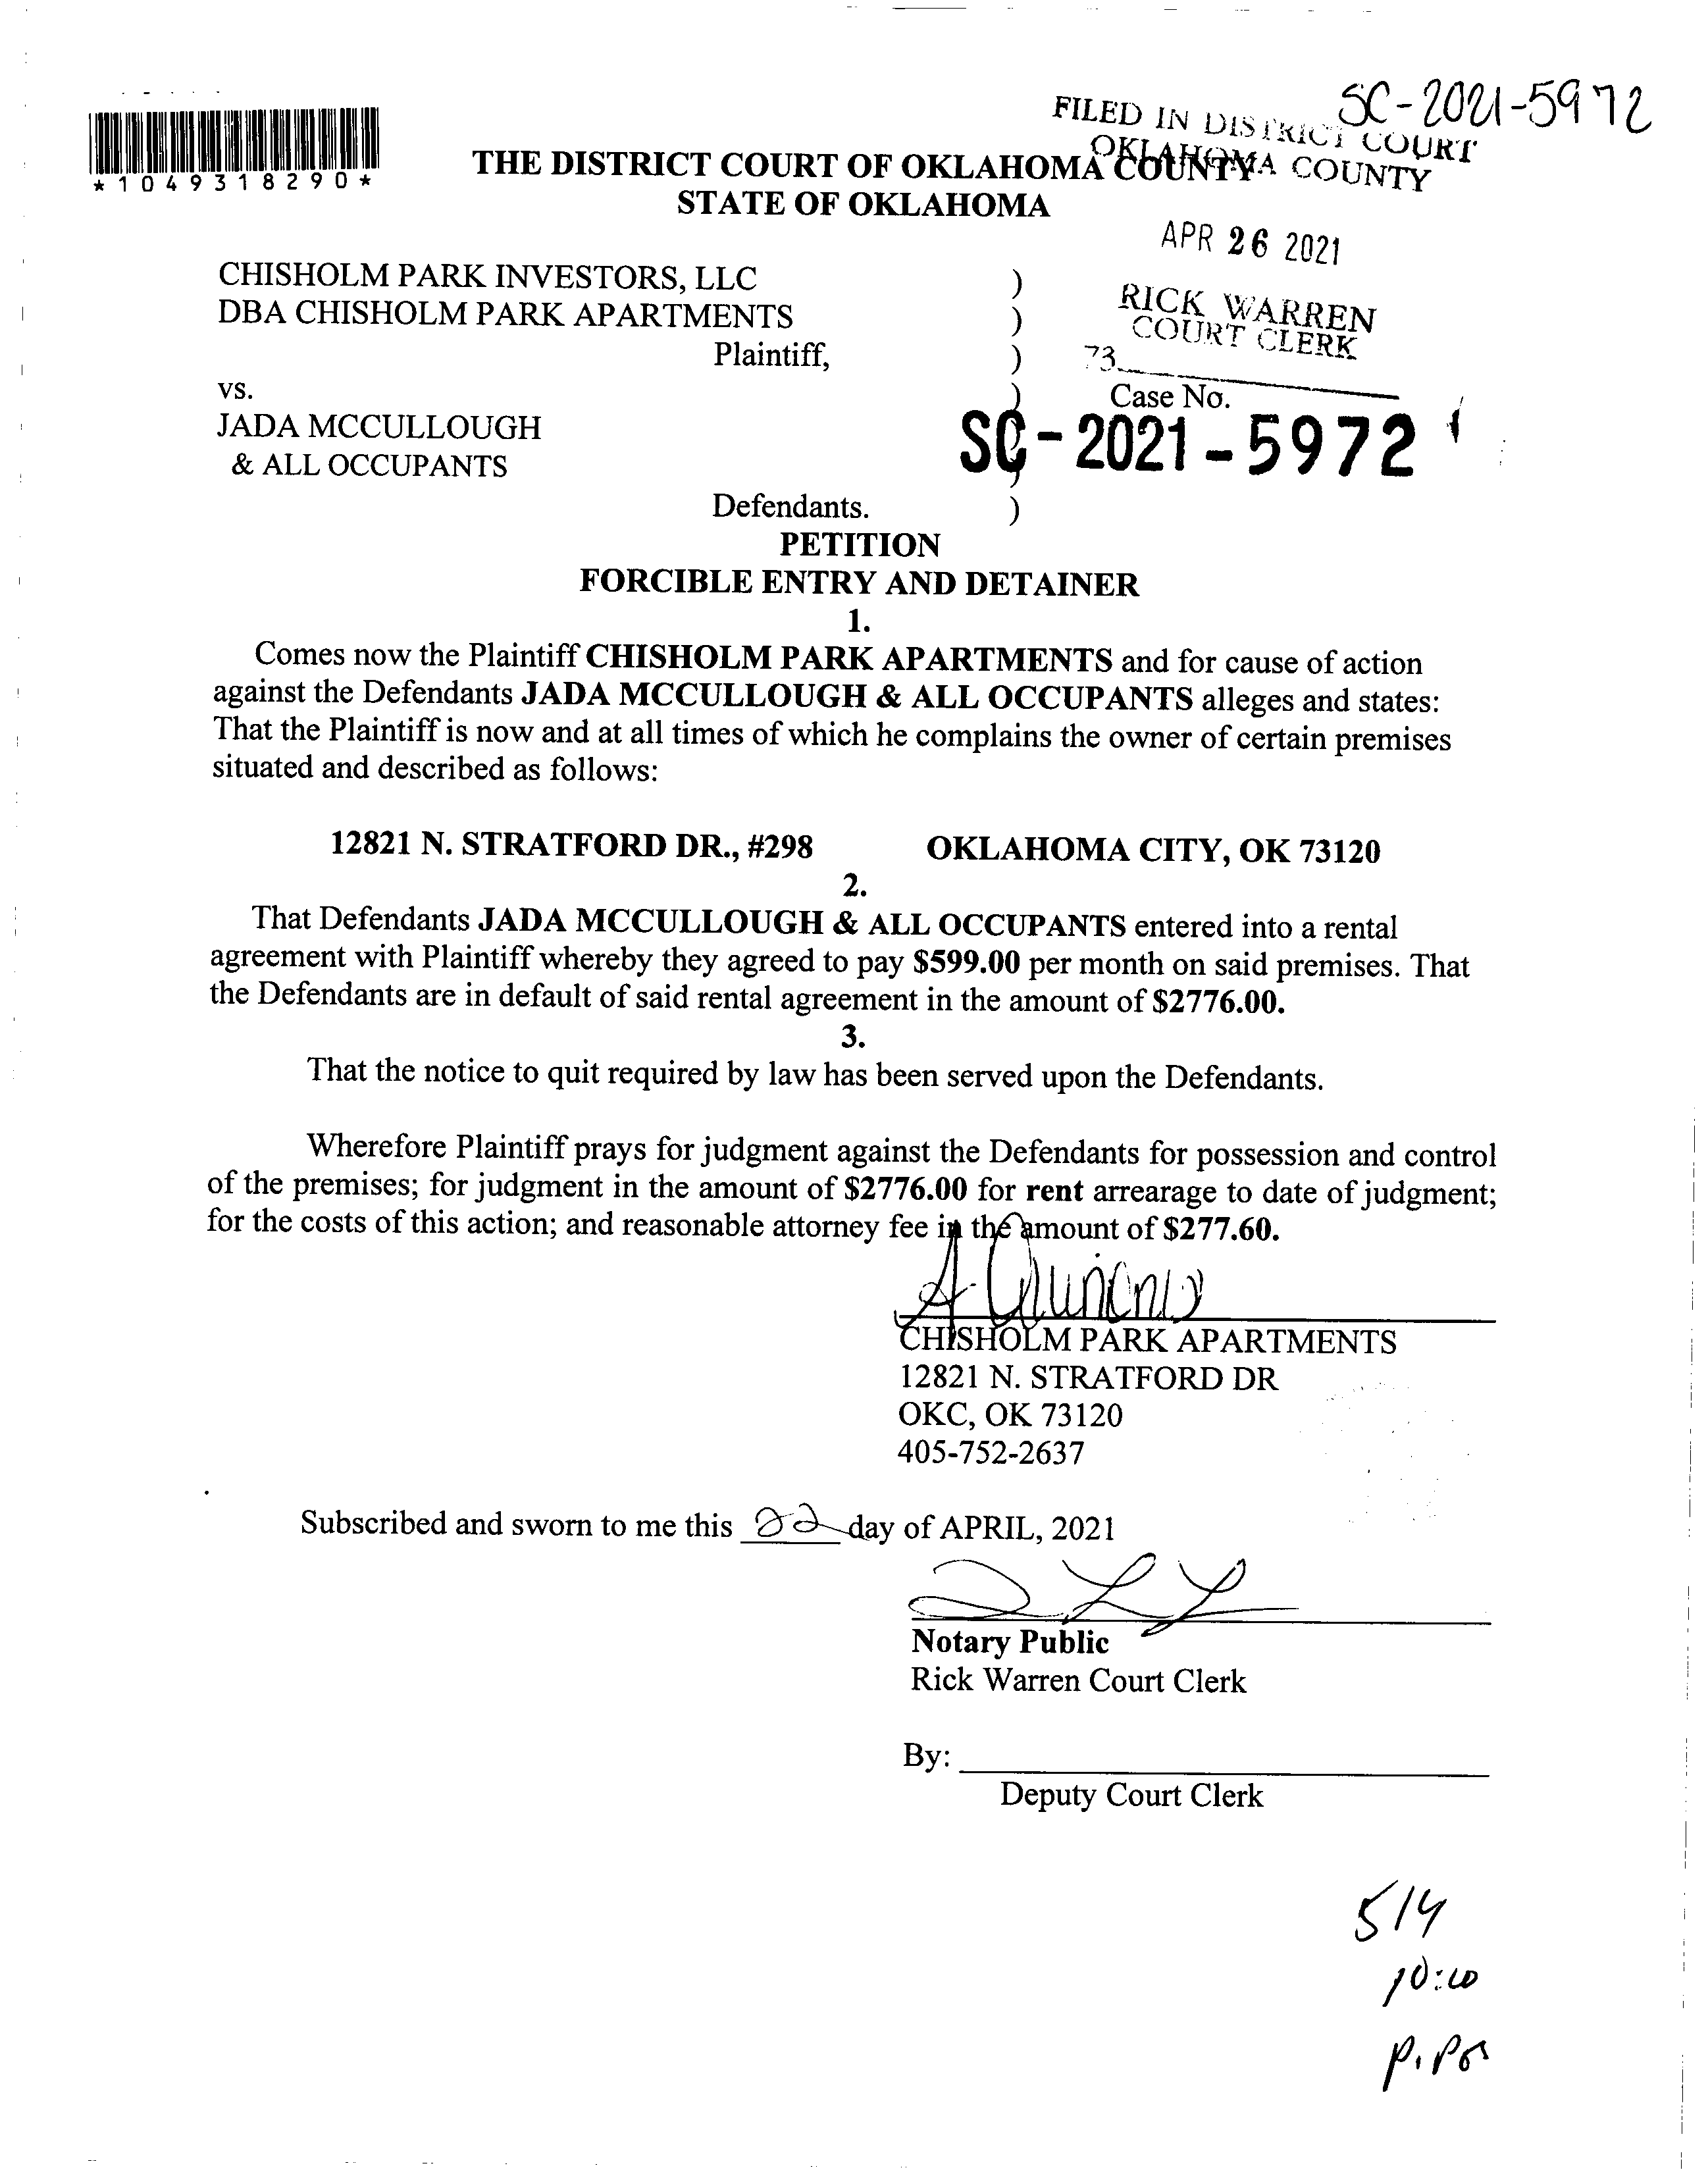 SC-2021-5972
FILED IN DISTRICT COURT
OKLAHOMA COUNTY
*1049318290*
THE DISTRICT COURT OF OKLAHOMA COUNTY
STATE OF OKLAHOMA
APR 26 2021
CHISHOLM PARK INVESTORS, LLC )
DBA CHISHOLM PARK APARTMENTS )
RICK WARREN
COURT CLERK
Plaintiff, )
73
vs. )
Case No.
JADA MCCULLOUGH )
SC-2021-5972
& ALL OCCUPANTS )
Defendants. )
PETITION
FORCIBLE ENTRY AND DETAINER
1.
Comes now the Plaintiff CHISHOLM PARK APARTMENTS and for cause of action
against the Defendants JADA MCCULLOUGH & ALL OCCUPANTS alleges and states:
That the Plaintiff is now and at all times of which he complains the owner of certain premises
situated and described as follows:
12821 N. STRATFORD DR., #298 OKLAHOMA CITY, OK 73120
2.
That Defendants JADA MCCULLOUGH & ALL OCCUPANTS entered into a rental
agreement with Plaintiff whereby they agreed to pay $599.00 per month on said premises. That
the Defendants are in default of said rental agreement in the amount of $2776.00.
3.
That the notice to quit required by law has been served upon the Defendants.
Wherefore Plaintiff prays for judgment against the Defendants for possession and control
of the premises; for judgment in the amount of $2776.00 for rent arrearage to date of judgment;
for the costs of this action; and reasonable attorney fee in the amount of $277.60.
CHISHOLM PARK APARTMENTS
12821 N. STRATFORD DR
OKC, OK 73120
405-752-2637
Subscribed and sworn to me this 22 day of APRIL, 2021
Notary Public
Rick Warren Court Clerk
By:
Deputy Court Clerk